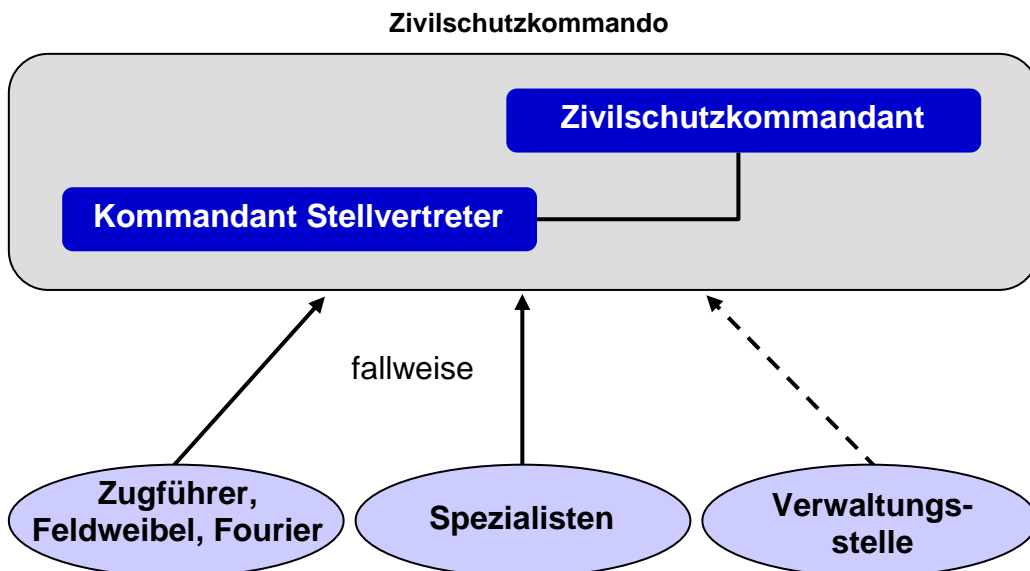 Zivilschutzkommando
Zivilschutzkommandant
Kommandant Stellvertreter
fallweise
Zugführer,
Feldweibel, Fourier
Spezialisten
Verwaltungs-
stelle